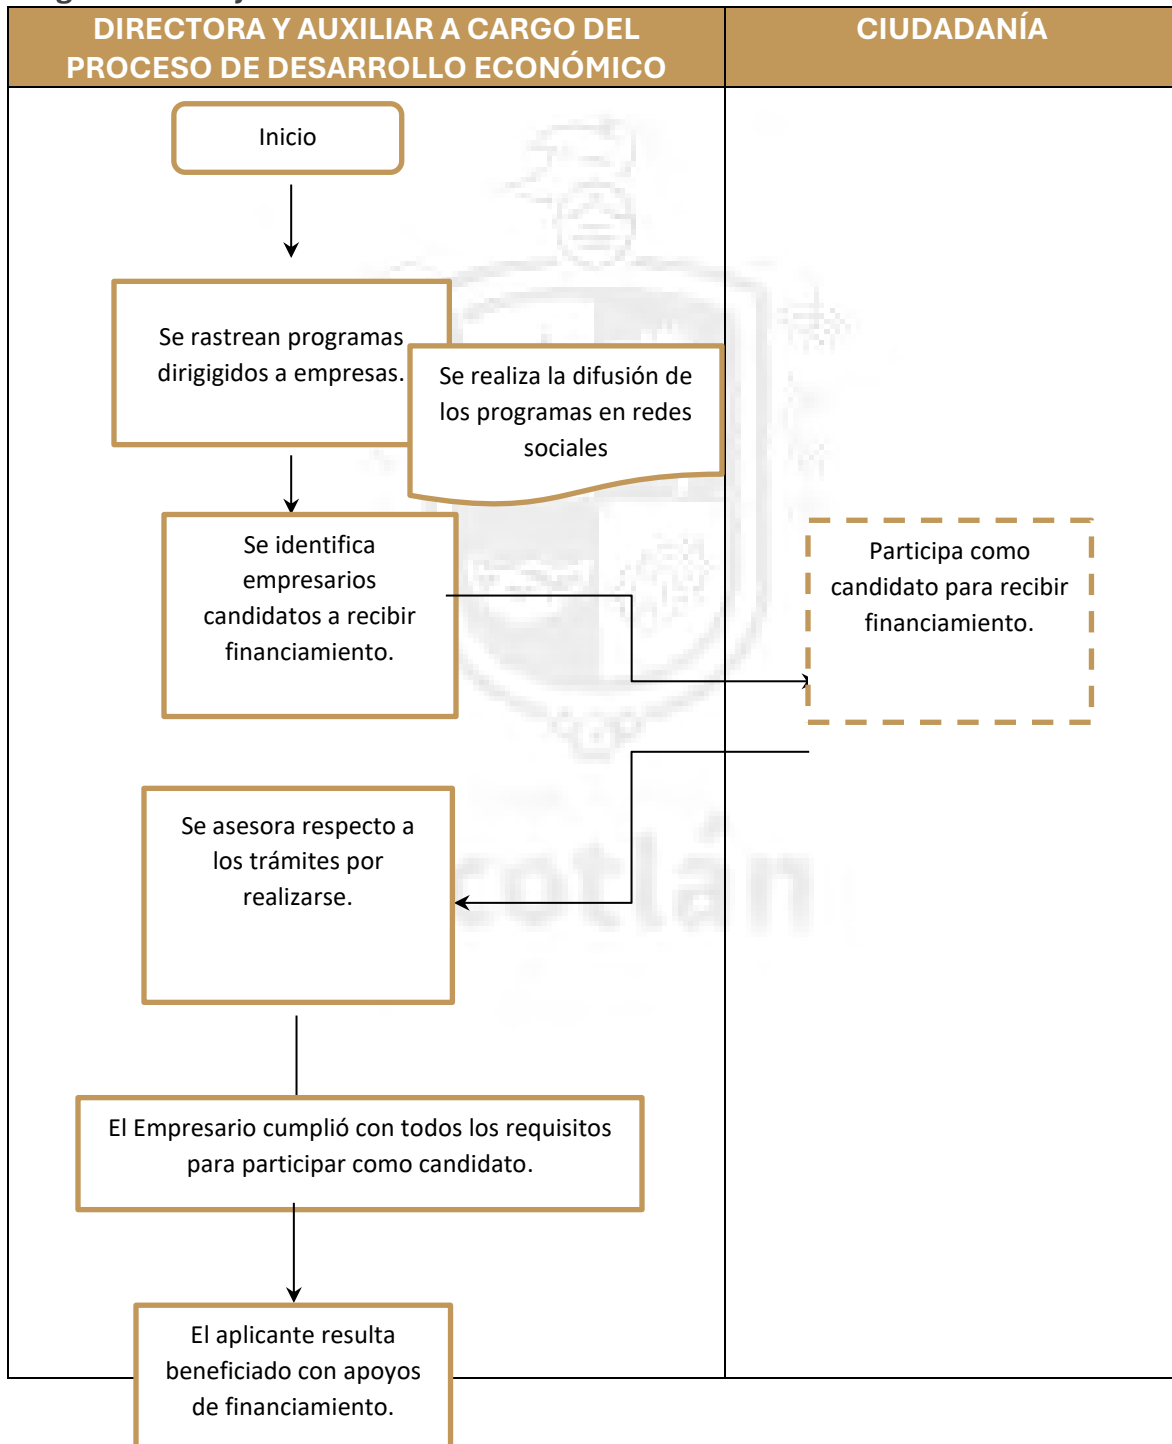 DIRECTORA Y AUXILIAR A CARGO DEL
PROCESO DE DESARROLLO ECONÓMICO
CIUDADANÍA
Inicio
Se rastrean programas
dirigigidos a empresas.
Se realiza la difusión de
los programas en redes
sociales
Se identifica
empresarios
candidatos a recibir
financiamiento.
Participa como
candidato para recibir
financiamiento.
Se asesora respecto a
los trámites por
realizarse.
cotlán
El Empresario cumplió con todos los requisitos
para participar como candidato.
El aplicante resulta
beneficiado con apoyos
de financiamiento.